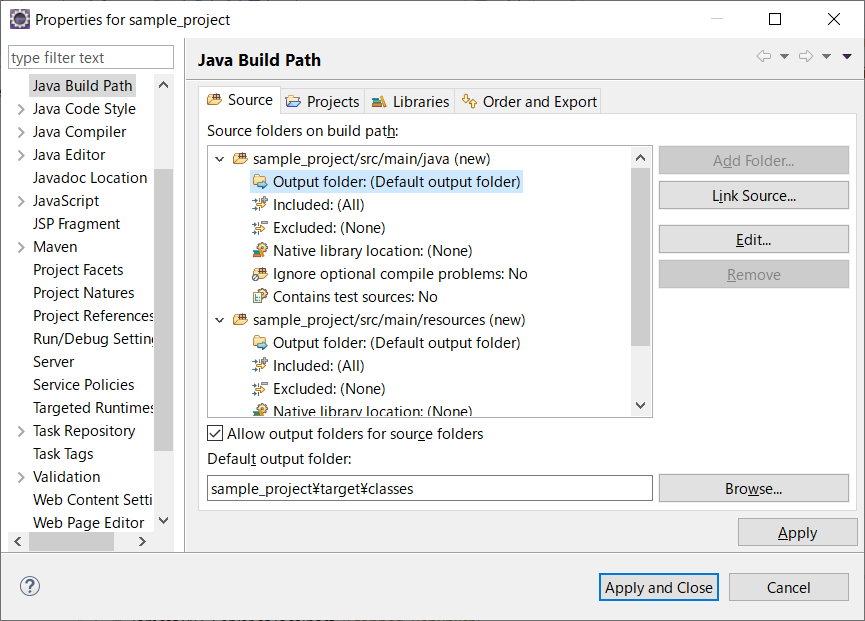 Properties for sample_project
type filter text
Java Build Path
Java Code Style
Java Compiler
Java Editor
Javadoc Location
JavaScript
JSP Fragment
Maven
Project Facets
Project Natures
Project References
Run/Debug Settin
Server
Service Policies
Targeted Runtimes
Task Repository
Task Tags
Validation
Web Content Setti
Web Page Editor
Java Build Path
Source Projects Libraries Order and Export
Source folders on build path:
sample_project/src/main/java (new)
Output folder: (Default output folder)
Included: (All)
Excluded: (None)
Native library location: (None)
Ignore optional compile problems: No
Contains test sources: No
sample_project/src/main/resources (new)
Output folder: (Default output folder)
Included: (All)
Excluded: (None)
Native library location: (None)
Add Folder...
Link Source...
Edit...
Remove
Allow output folders for source folders
Default output folder:
sample_project¥target¥classes
Browse...
Apply
?
Apply and Close
Cancel